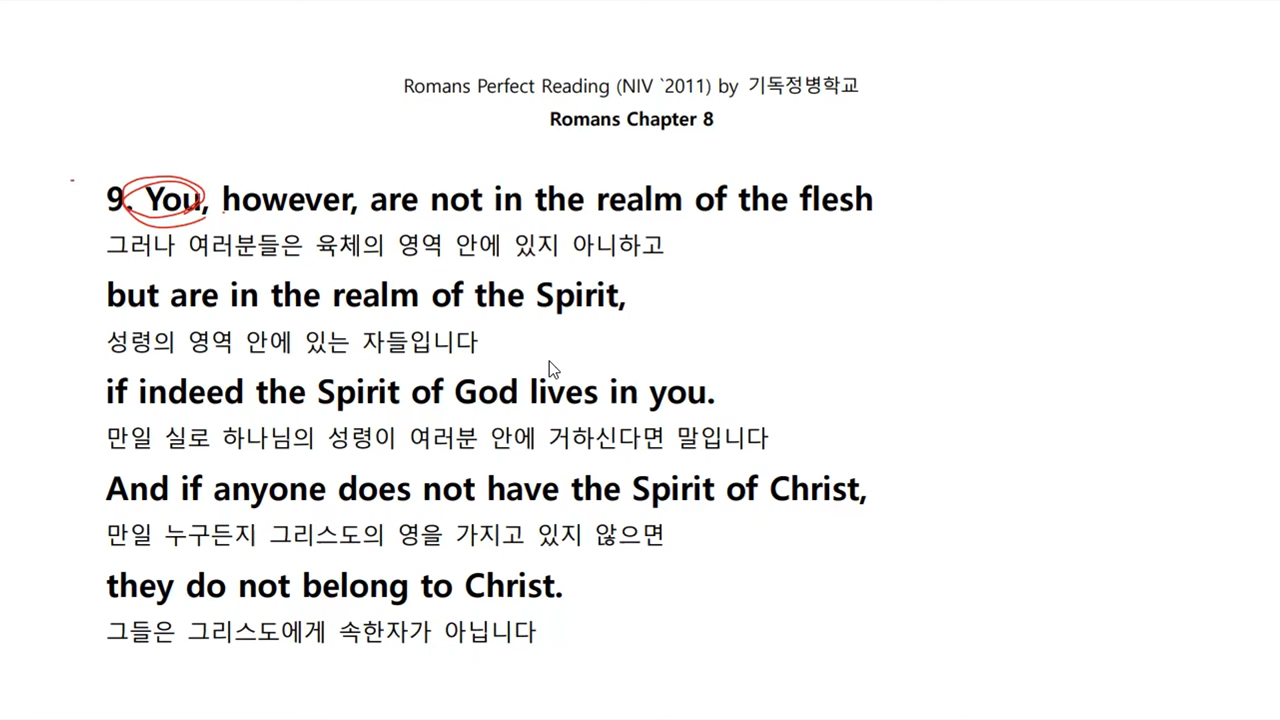 Romans Perfect Reading (NIV `2011) by 기독정병학교
Romans Chapter 8
9. You, however, are not in the realm of the flesh
그러나 여러분들은 육체의 영역 안에 있지 아니하고
but are in the realm of the Spirit,
성령의 영역 안에 있는 자들입니다
if indeed the Spirit of God lives in you.
만일 실로 하나님의 성령이 여러분 안에 거하신다면 말입니다
And if anyone does not have the Spirit of Christ,
만일 누구든지 그리스도의 영을 가지고 있지 않으면
they do not belong to Christ.
그들은 그리스도에게 속한자가 아닙니다